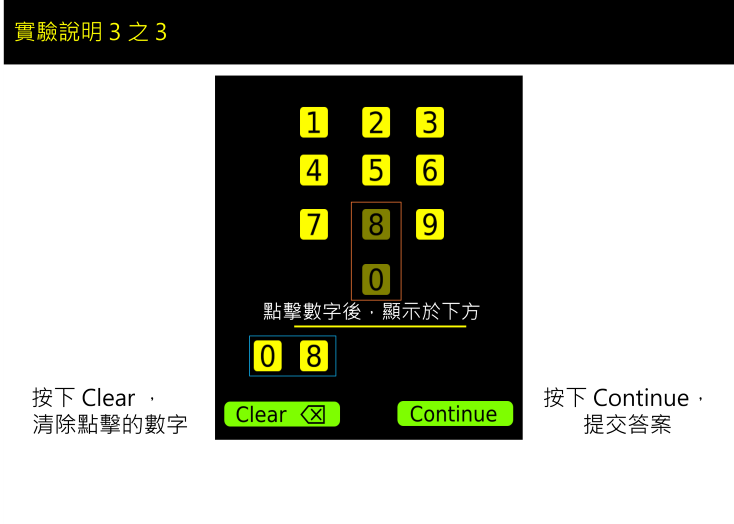 實驗說明 3 之 3
1 2 3
4 5 6
7 8 9
0
點擊數字後，顯示於下方
0 8
按下 Clear ，
清除點擊的數字
Clear
Continue
按下 Continue，
提交答案